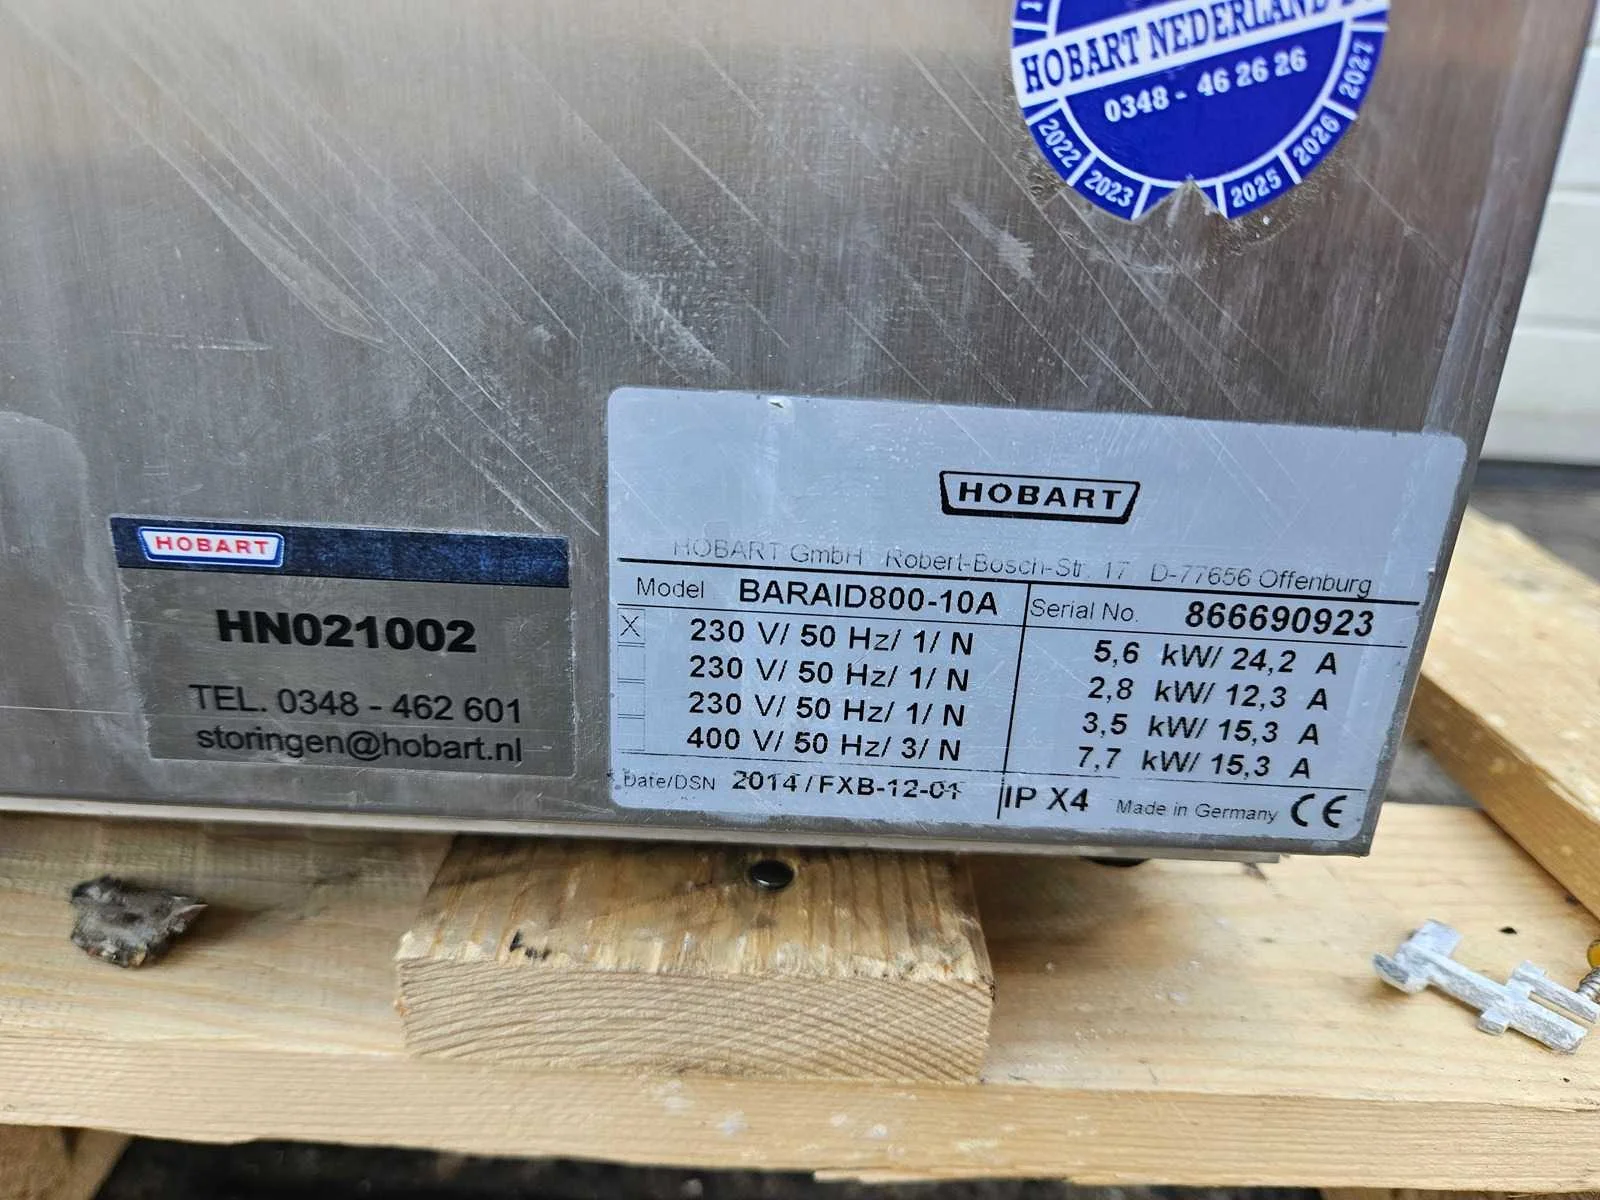 HOBART NEDERLAND
0348 - 46 26 26
2022
2023
2025
2026
2027
HOBART
HN021002
TEL. 0348 - 462 601
storingen@hobart.nl
HOBART
HOBART GmbH Robert-Bosch-Str. 17 D-77656 Offenburg
Model BARAID800-10A Serial No. 866690923
X 230 V/ 50 Hz/ 1/ N 5,6 kW/ 24,2 A
230 V/ 50 Hz/ 1/ N 2,8 kW/ 12,3 A
230 V/ 50 Hz/ 1/ N 3,5 kW/ 15,3 A
400 V/ 50 Hz/ 3/ N 7,7 kW/ 15,3 A
Date/DSN 2014/FXB-12-01 IP X4 Made in Germany CE